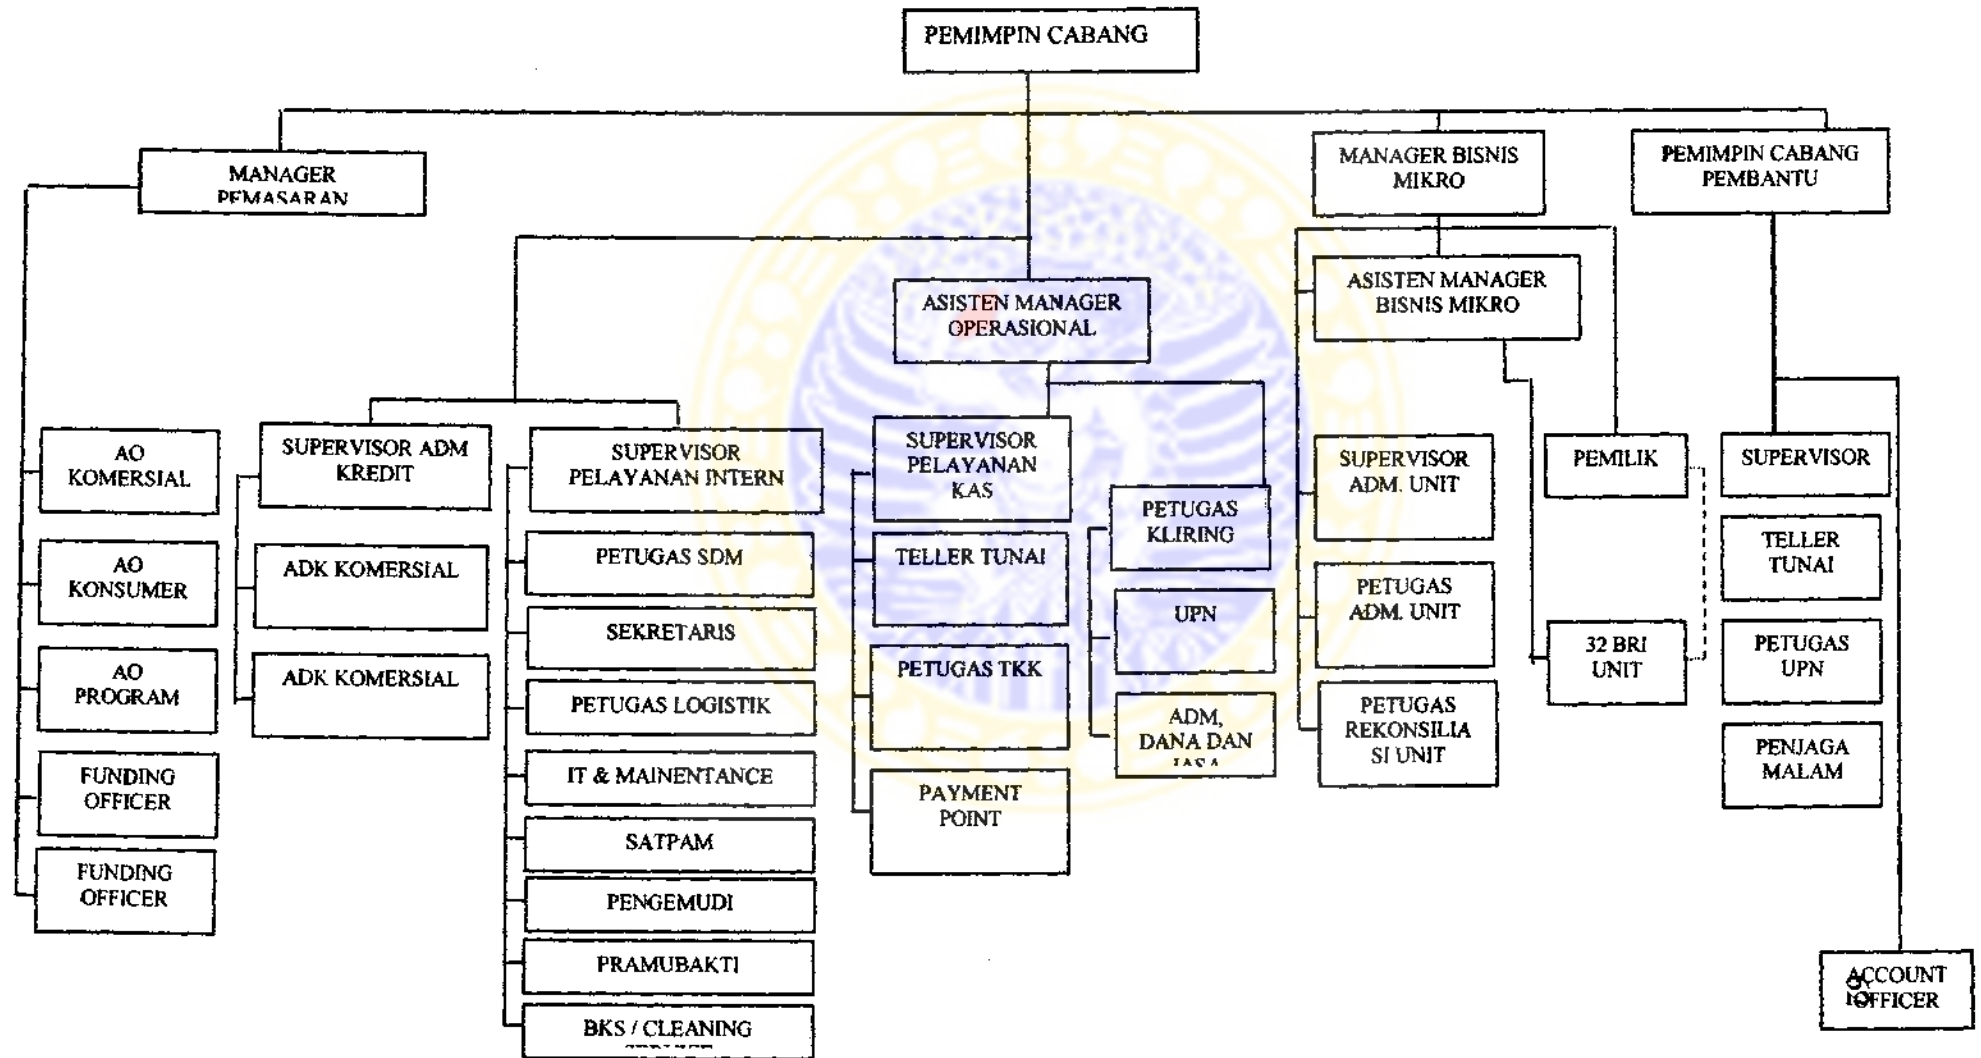 PEMIMPIN CABANG
MANAGER
PEMASARAN
MANAGER BISNIS
MIKRO
PEMIMPIN CABANG
PEMBANTU
ASISTEN MANAGER
OPERASIONAL
ASISTEN MANAGER
BISNIS MIKRO
AO
KOMERSIAL
AO
KONSUMER
AO
PROGRAM
FUNDING
OFFICER
FUNDING
OFFICER
SUPERVISOR ADM
KREDIT
ADK KOMERSIAL
ADK KOMERSIAL
SUPERVISOR
PELAYANAN INTERN
PETUGAS SDM
SEKRETARIS
PETUGAS LOGISTIK
IT & MAINENTANCE
SATPAM
PENGEMUDI
PRAMUBAKTI
BKS / CLEANING
SUPERVISOR
PELAYANAN
KAS
TELLER TUNAI
PETUGAS TKK
PAYMENT
POINT
PETUGAS
KLIRING
UPN
ADM,
DANA DAN
JASA
SUPERVISOR
ADM. UNIT
PETUGAS
ADM. UNIT
PETUGAS
REKONSILIA
SI UNIT
PEMILIK
32 BRI
UNIT
SUPERVISOR
TELLER
TUNAI
PETUGAS
UPN
PENJAGA
MALAM
ACCOUNT
OFFICER